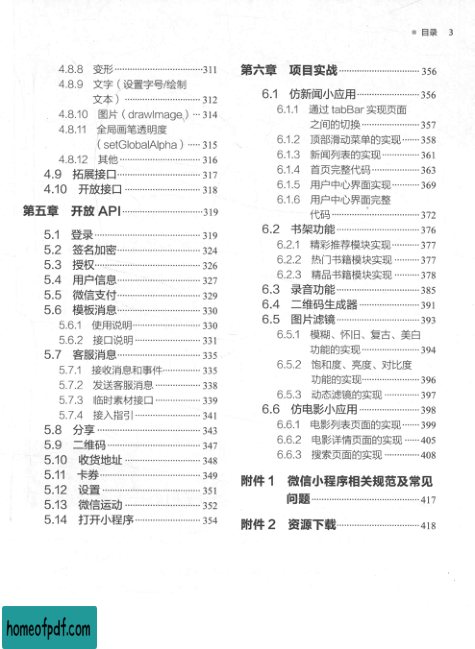 目录 3
4.8.8 变形 311
4.8.9 文字(设置字号/绘制
文本) 312
4.8.10 图片(drawImage) 314
4.8.11 全局画笔透明度
(setGlobalAlpha) 315
4.8.12 其他 316
4.9 拓展接口 317
4.10 开放接口 318
第五章 开放 API 319
5.1 登录 319
5.2 签名加密 324
5.3 授权 326
5.4 用户信息 327
5.5 微信支付 329
5.6 模板消息 330
5.6.1 使用说明 330
5.6.2 接口说明 331
5.7 客服消息 335
5.7.1 接收消息和事件 335
5.7.2 发送客服消息 338
5.7.3 临时素材接口 339
5.7.4 接入指引 341
5.8 分享 343
5.9 二维码 347
5.10 收货地址 348
5.11 卡券 349
5.12 设置 351
5.13 微信运动 352
5.14 打开小程序 354
第六章 项目实战 356
6.1 仿新闻小应用 356
6.1.1 通过 tabBar 实现页面
之间的切换 357
6.1.2 顶部滑动菜单的实现 358
6.1.3 新闻列表的实现 361
6.1.4 首页完整代码 363
6.1.5 用户中心界面实现 369
6.1.6 用户中心界面完整
代码 372
6.2 书架功能 376
6.2.1 精彩推荐模块实现 377
6.2.2 热门书籍模块实现 377
6.2.3 精品书籍模块实现 378
6.3 录音功能 385
6.4 二维码生成器 391
6.5 图片滤镜 393
6.5.1 模糊、怀旧、复古、美白
功能的实现 394
6.5.2 饱和度、亮度、对比度
功能的实现 396
6.5.3 动态滤镜的实现 397
6.6 仿电影小应用 398
6.6.1 电影列表页面的实现 399
6.6.2 电影详情页面的实现 405
6.6.3 搜索页面的实现 408
附件 1 微信小程序相关规范及常见
问题 417
附件 2 资源下载 418
homeofpdf.com